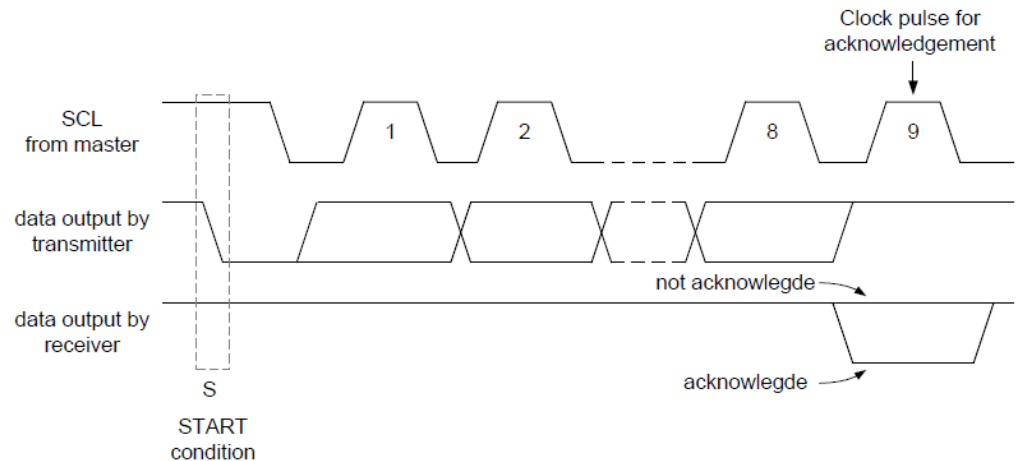 Clock pulse for
acknowledgement
SCL
from master
1
2
8
9
data output by
transmitter
not acknowlegde
data output by
receiver
acknowlegde
S
START
condition